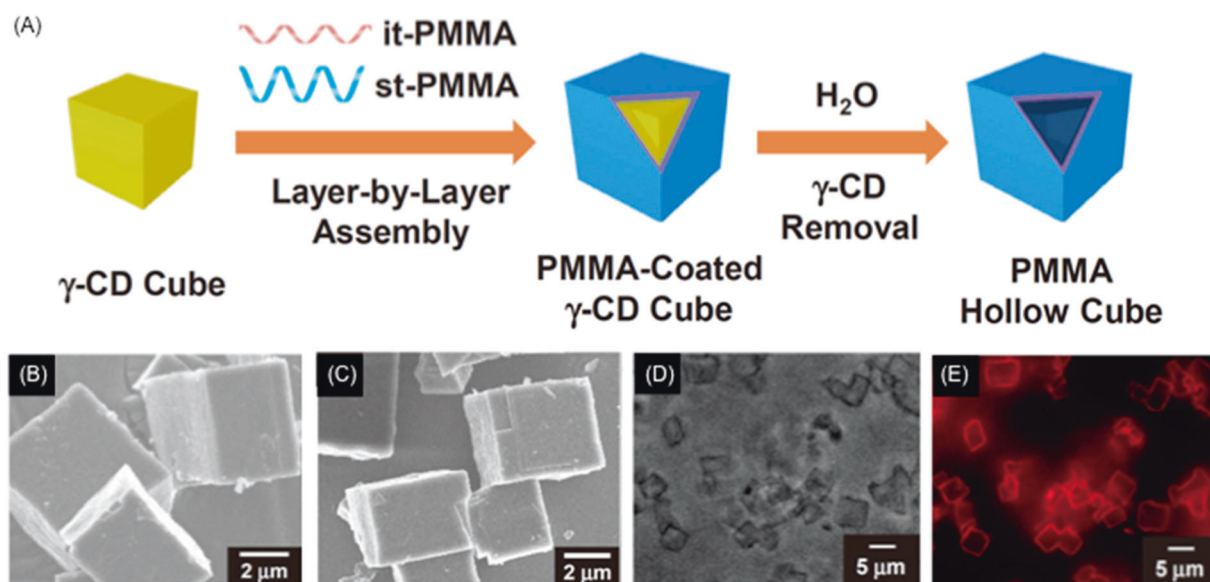 (A)
it-PMMA
st-PMMA
Layer-by-Layer
Assembly
H₂O
γ-CD
Removal
γ-CD Cube
PMMA-Coated
γ-CD Cube
PMMA
Hollow Cube
(B)
2 μm
(C)
2 μm
(D)
5 μm
(E)
5 μm